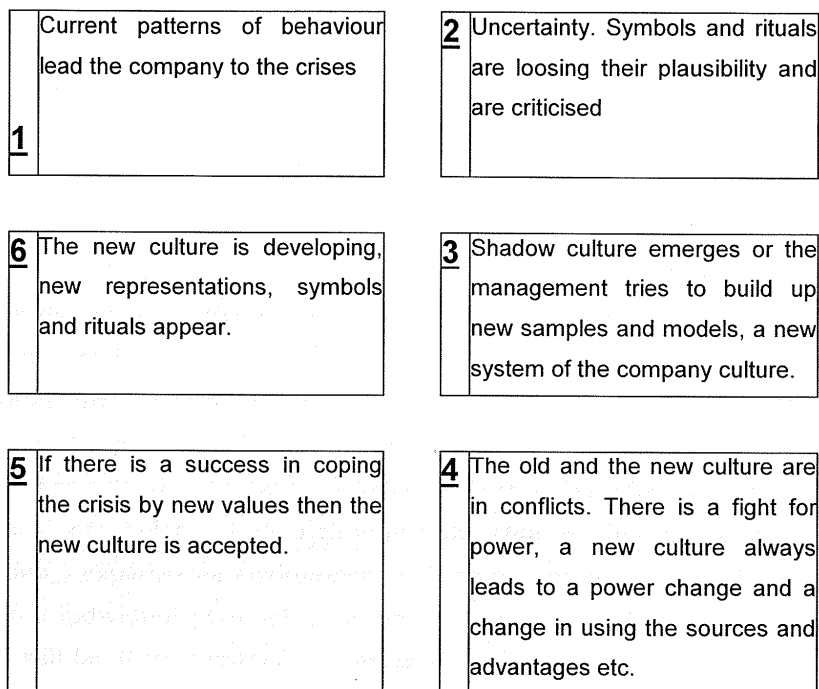 1
Current patterns of behaviour
lead the company to the crises
2
Uncertainty. Symbols and rituals
are loosing their plausibility and
are criticised
6
The new culture is developing,
new representations, symbols
and rituals appear.
3
Shadow culture emerges or the
management tries to build up
new samples and models, a new
system of the company culture.
5
If there is a success in coping
the crisis by new values then the
new culture is accepted.
4
The old and the new culture are
in conflicts. There is a fight for
power, a new culture always
leads to a power change and a
change in using the sources and
advantages etc.